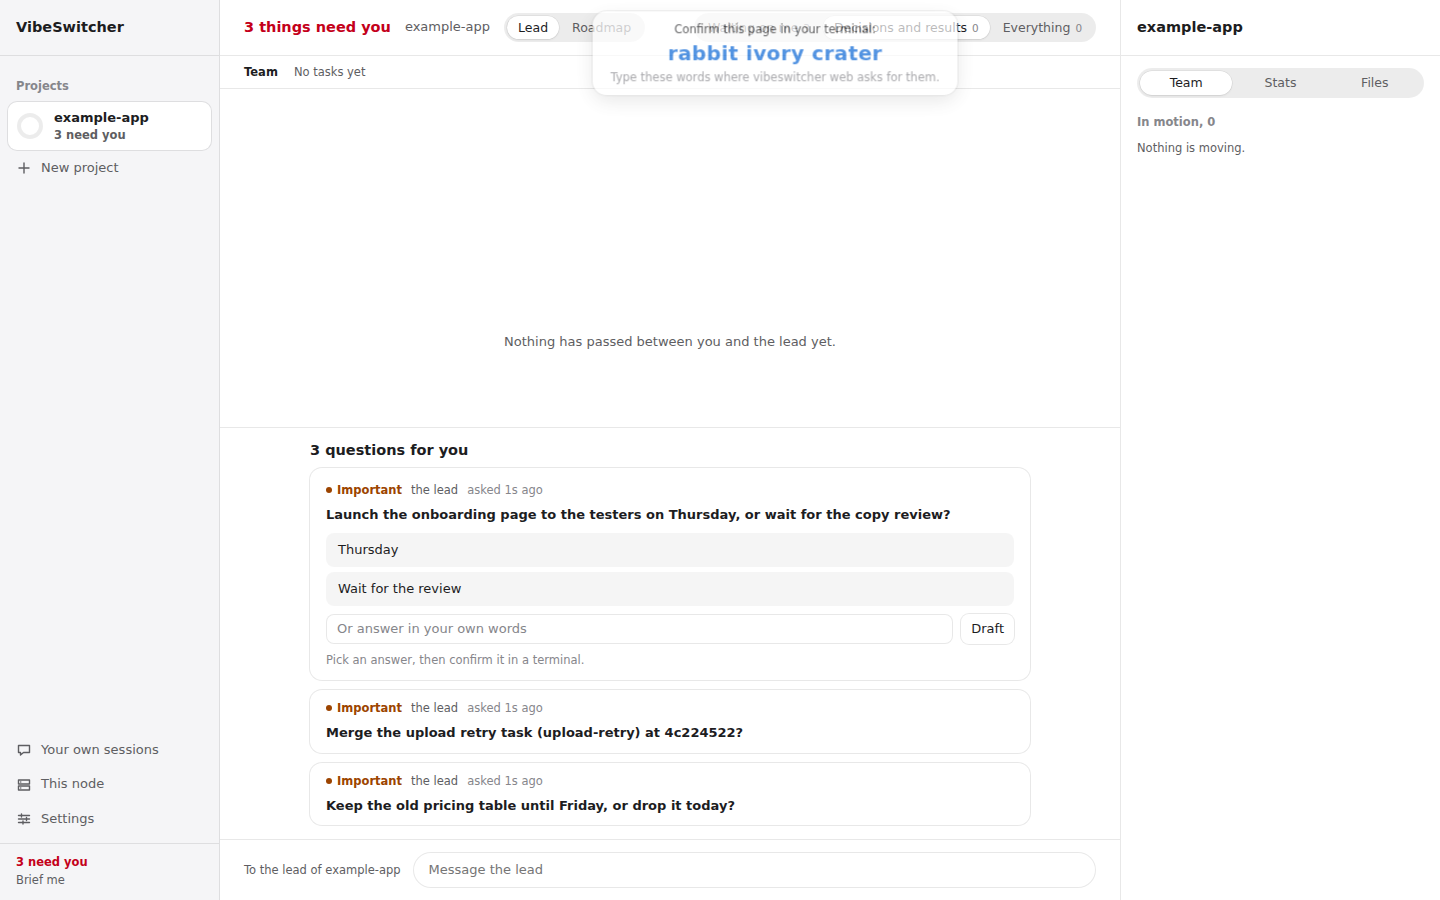 VibeSwitcher
Projects
example-app
3 need you
New project
Your own sessions
This node
Settings
3 need you
Brief me
3 things need you
example-app
Lead
Roadmap
Decisions and results 0
Everything 0
Confirm this page in your terminal:
rabbit ivory crater
Type these words where vibeswitcher web asks for them.
Team
No tasks yet
Nothing has passed between you and the lead yet.
3 questions for you
Important the lead asked 1s ago
Launch the onboarding page to the testers on Thursday, or wait for the copy review?
Thursday
Wait for the review
Or answer in your own words
Draft
Pick an answer, then confirm it in a terminal.
Important the lead asked 1s ago
Merge the upload retry task (upload-retry) at 4c224522?
Important the lead asked 1s ago
Keep the old pricing table until Friday, or drop it today?
To the lead of example-app
Message the lead
example-app
Team
Stats
Files
In motion, 0
Nothing is moving.